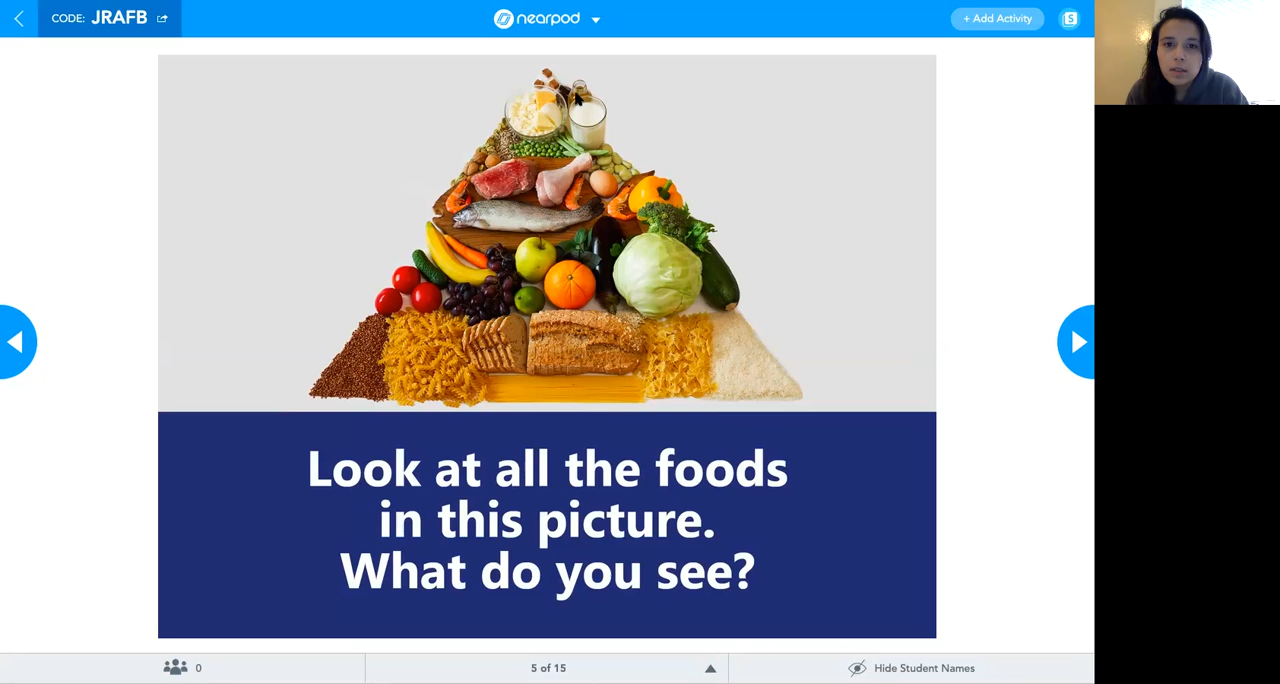 CODE: JRAFB
nearpod
+ Add Activity
S
Look at all the foods
in this picture.
What do you see?
0
5 of 15
Hide Student Names